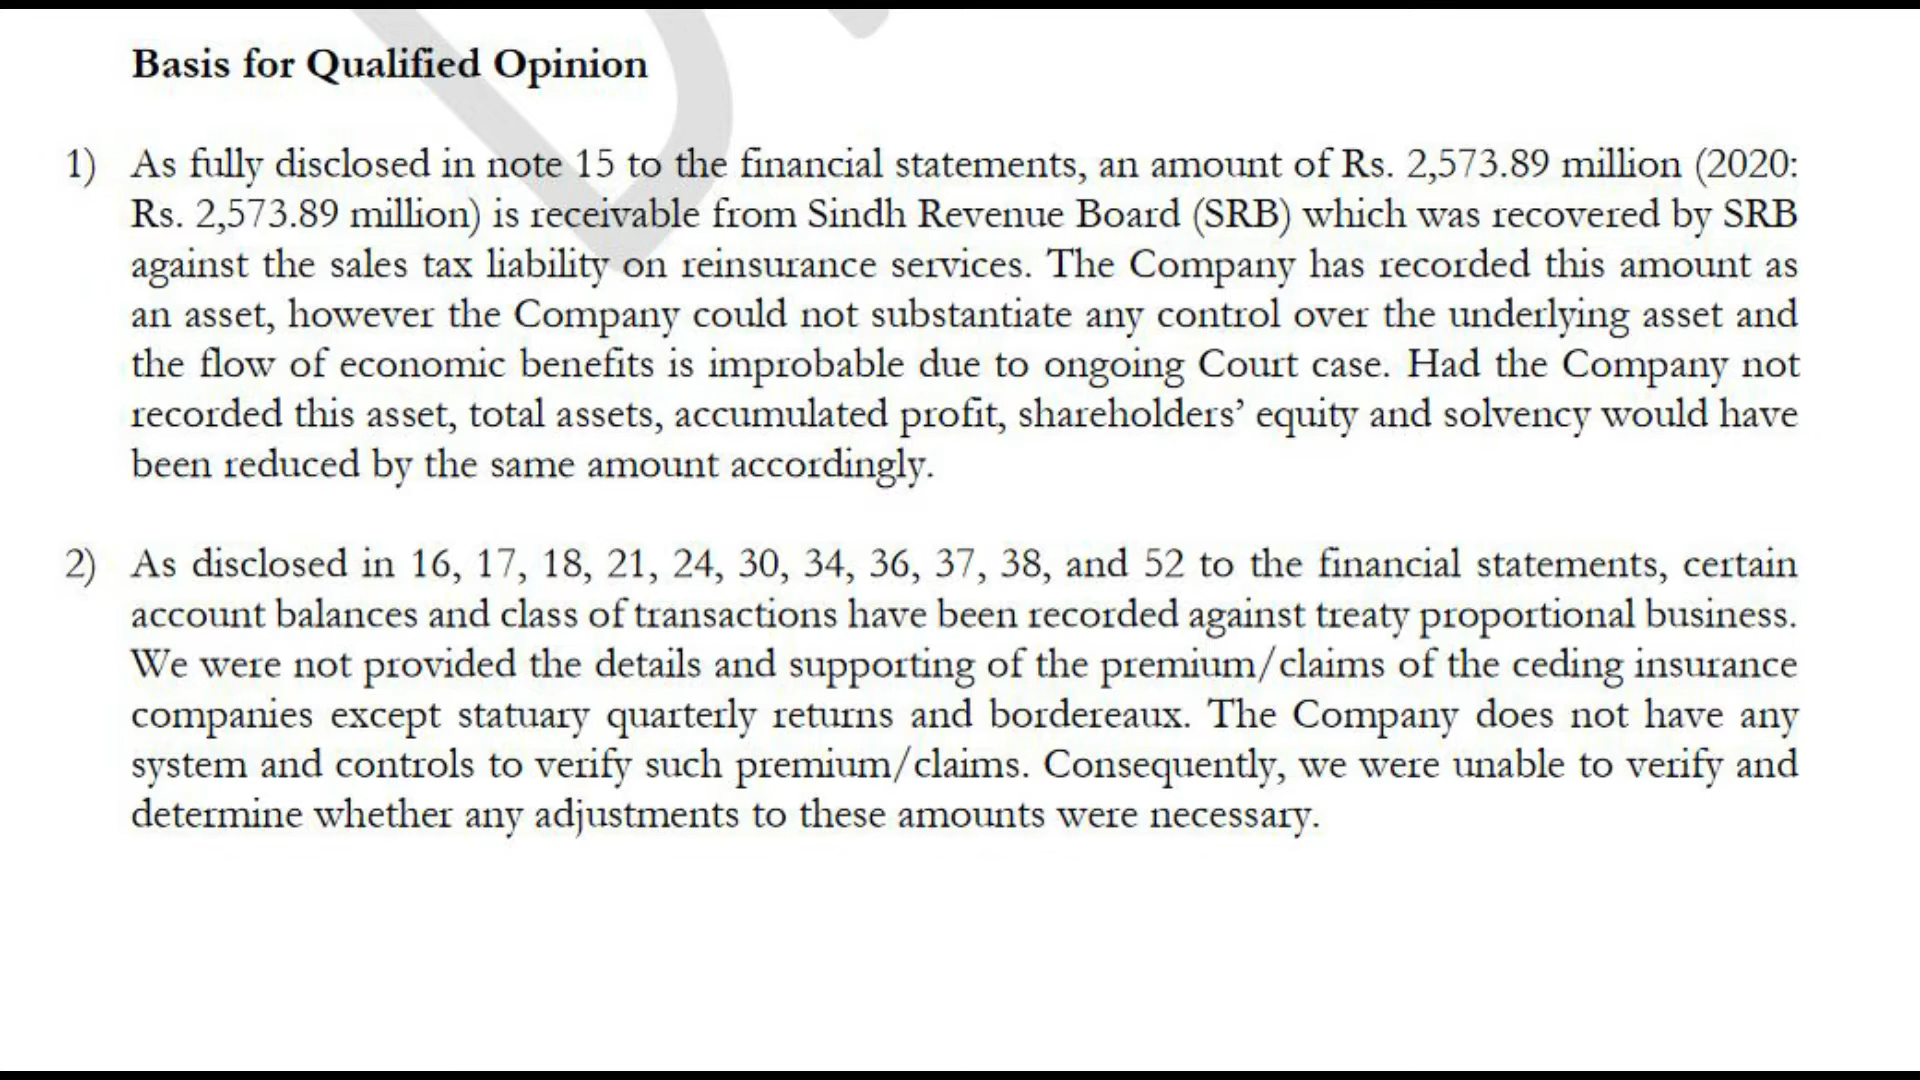 Basis for Qualified Opinion
1) As fully disclosed in note 15 to the financial statements, an amount of Rs. 2,573.89 million (2020:
Rs. 2,573.89 million) is receivable from Sindh Revenue Board (SRB) which was recovered by SRB
against the sales tax liability on reinsurance services. The Company has recorded this amount as
an asset, however the Company could not substantiate any control over the underlying asset and
the flow of economic benefits is improbable due to ongoing Court case. Had the Company not
recorded this asset, total assets, accumulated profit, shareholders’ equity and solvency would have
been reduced by the same amount accordingly.
2) As disclosed in 16, 17, 18, 21, 24, 30, 34, 36, 37, 38, and 52 to the financial statements, certain
account balances and class of transactions have been recorded against treaty proportional business.
We were not provided the details and supporting of the premium/claims of the ceding insurance
companies except statuary quarterly returns and bordereaux. The Company does not have any
system and controls to verify such premium/claims. Consequently, we were unable to verify and
determine whether any adjustments to these amounts were necessary.